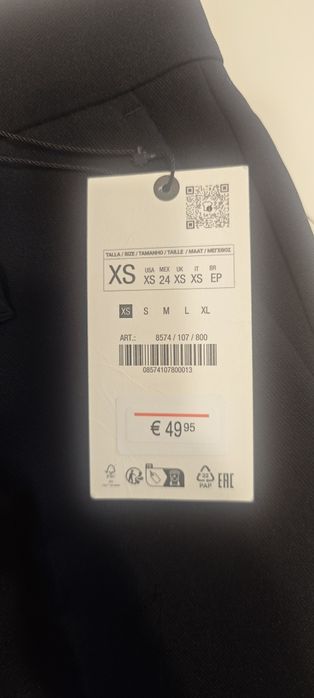 TALLA / SIZE / TAMANHO / TAILLE / MAAT / ΜΕΓΕΘΟΣ
XS USA XS MEX 24 UK XS IT XS BR EP
XS S M L XL
ART.: 8574 / 107 / 800
08574107800013
€ 49 95
FSC
22
PAP
EAC